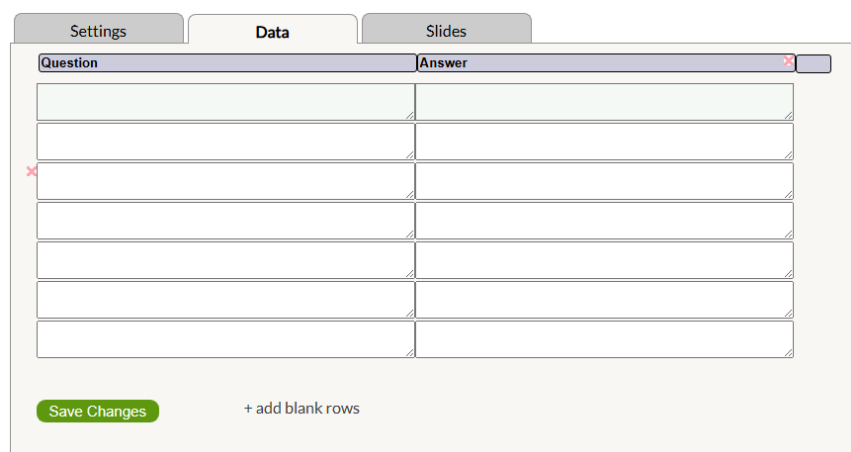 Settings
Data
Slides
Question
Answer
Save Changes
+ add blank rows